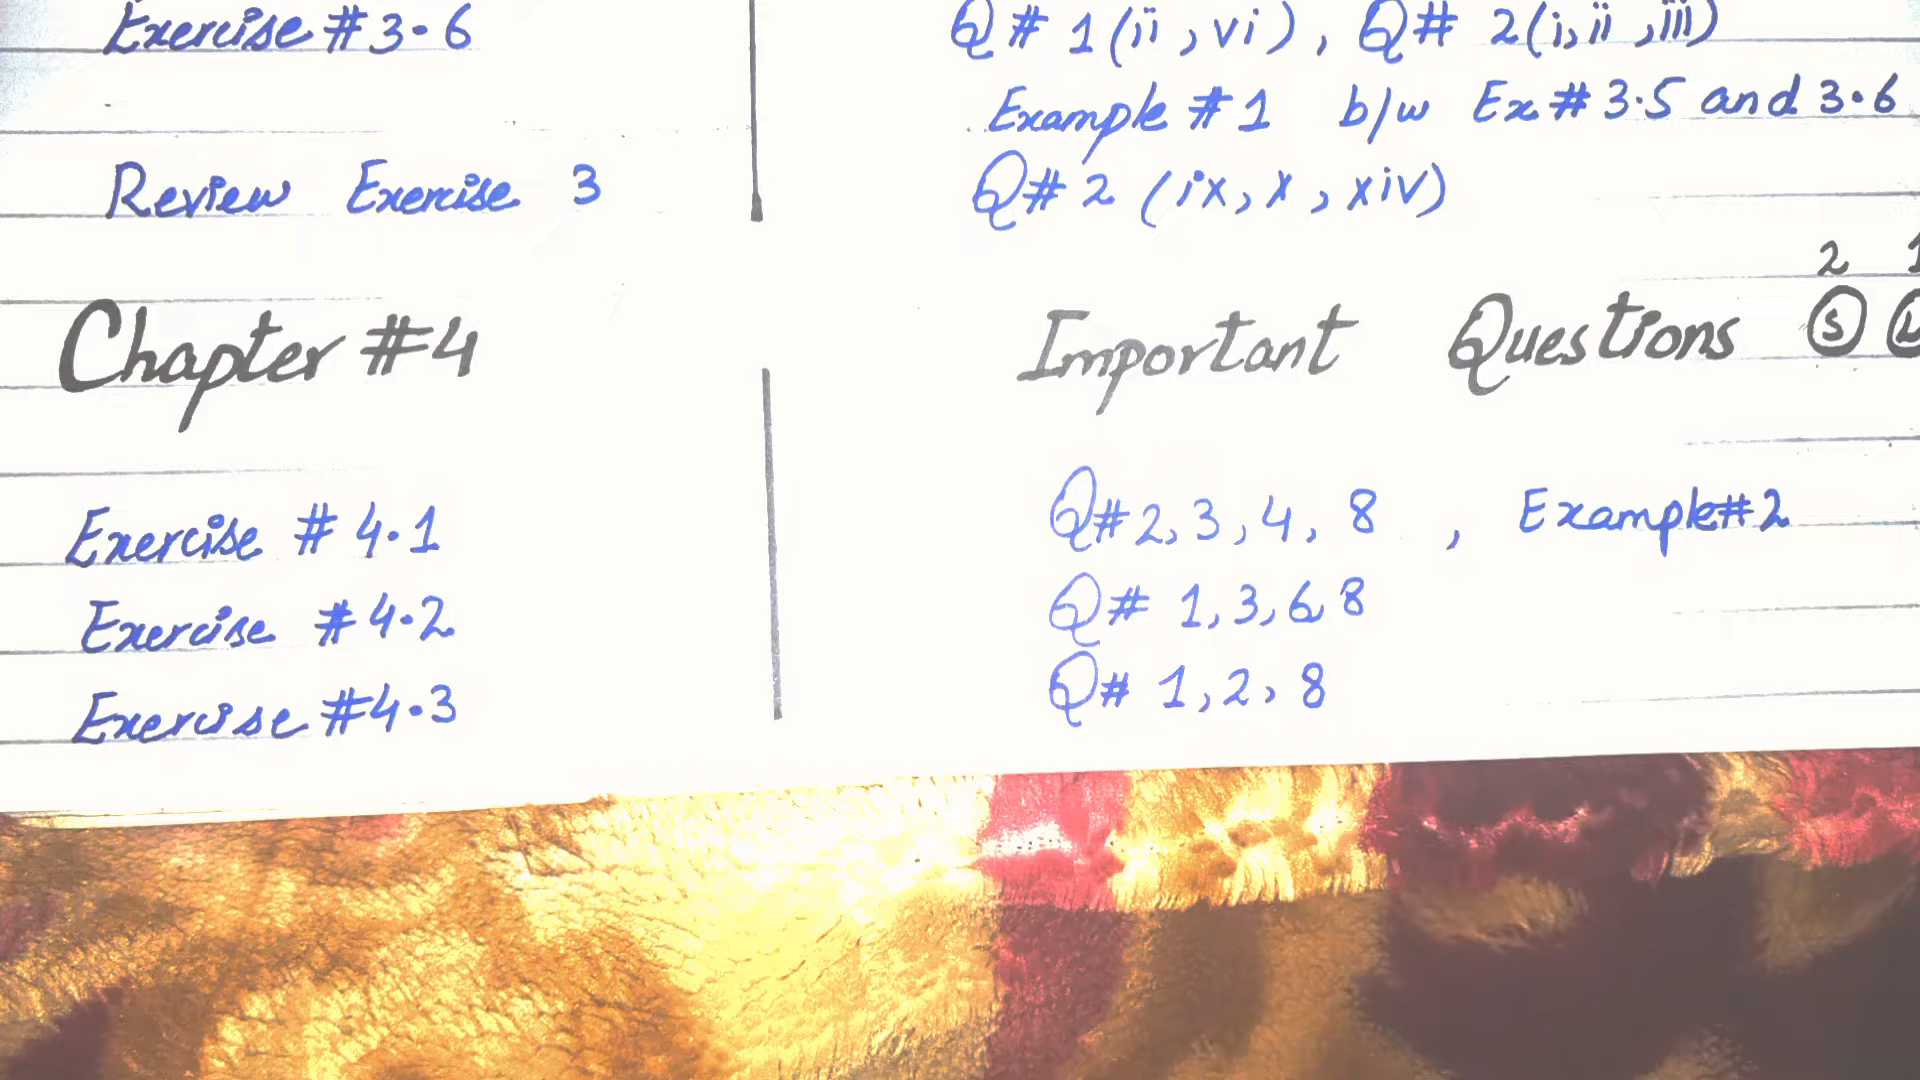 Exercise #3.6 Q# 1(ii, vi), Q# 2(i,ii,iii)
Example #1 b/w Ex#3.5 and 3.6
Review Exercise 3 Q# 2 (ix, x, xiv)
2 1
Chapter #4 Important Questions S
Exercise # 4.1 Q#2, 3, 4, 8 , Example#2
Exercise #4.2 Q# 1,3,6,8
Exercise #4.3 Q# 1,2,8